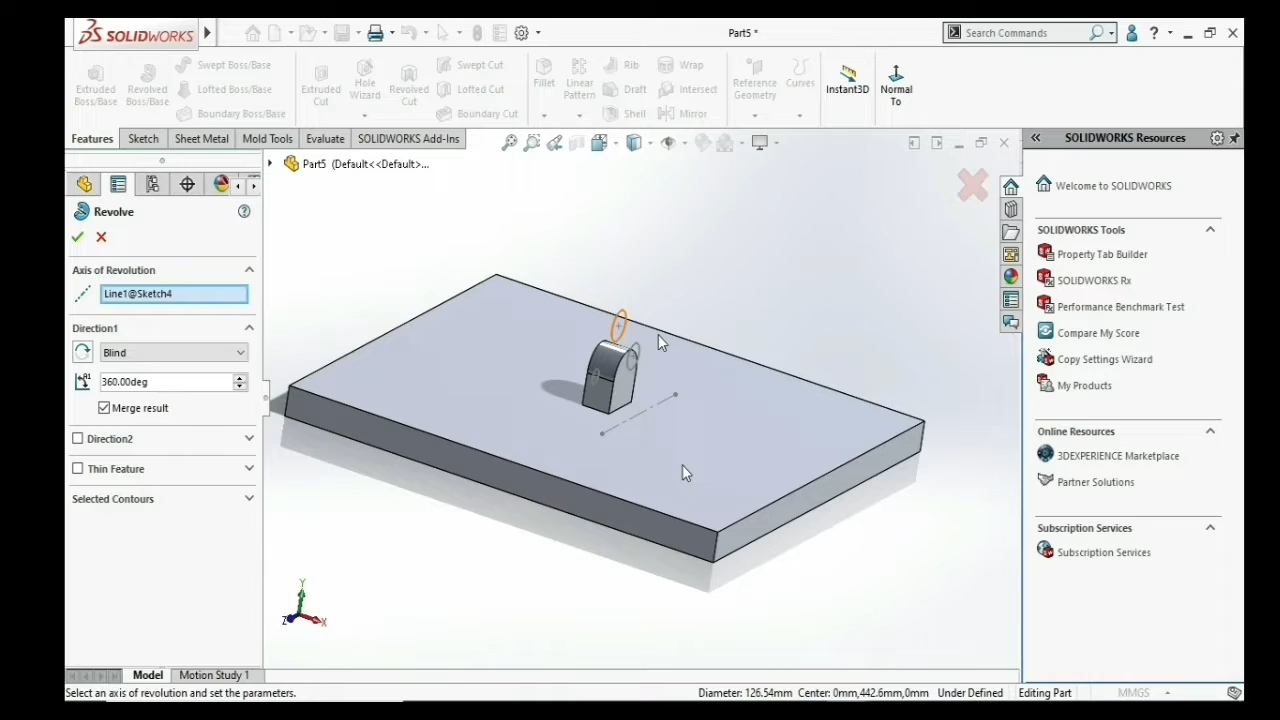 SOLIDWORKS
Part5 *
Search Commands
?
Extruded Boss/Base
Revolved Boss/Base
Swept Boss/Base
Lofted Boss/Base
Boundary Boss/Base
Extruded Cut
Hole Wizard
Revolved Cut
Swept Cut
Lofted Cut
Boundary Cut
Fillet
Linear Pattern
Rib
Draft
Shell
Wrap
Intersect
Mirror
Reference Geometry
Curves
Instant3D
Normal To
Features
Sketch
Sheet Metal
Mold Tools
Evaluate
SOLIDWORKS Add-Ins
Part5 (Default<<Default>...
Revolve
Axis of Revolution
Line1@Sketch4
Direction1
Blind
360.00deg
Merge result
Direction2
Thin Feature
Selected Contours
Y
Z
X
SOLIDWORKS Resources
Welcome to SOLIDWORKS
SOLIDWORKS Tools
Property Tab Builder
SOLIDWORKS Rx
Performance Benchmark Test
Compare My Score
Copy Settings Wizard
My Products
Online Resources
3DEXPERIENCE Marketplace
Partner Solutions
Subscription Services
Subscription Services
Model
Motion Study 1
Select an axis of revolution and set the parameters.
Diameter: 126.54mm Center: 0mm,442.6mm,0mm
Under Defined
Editing Part
MMGS